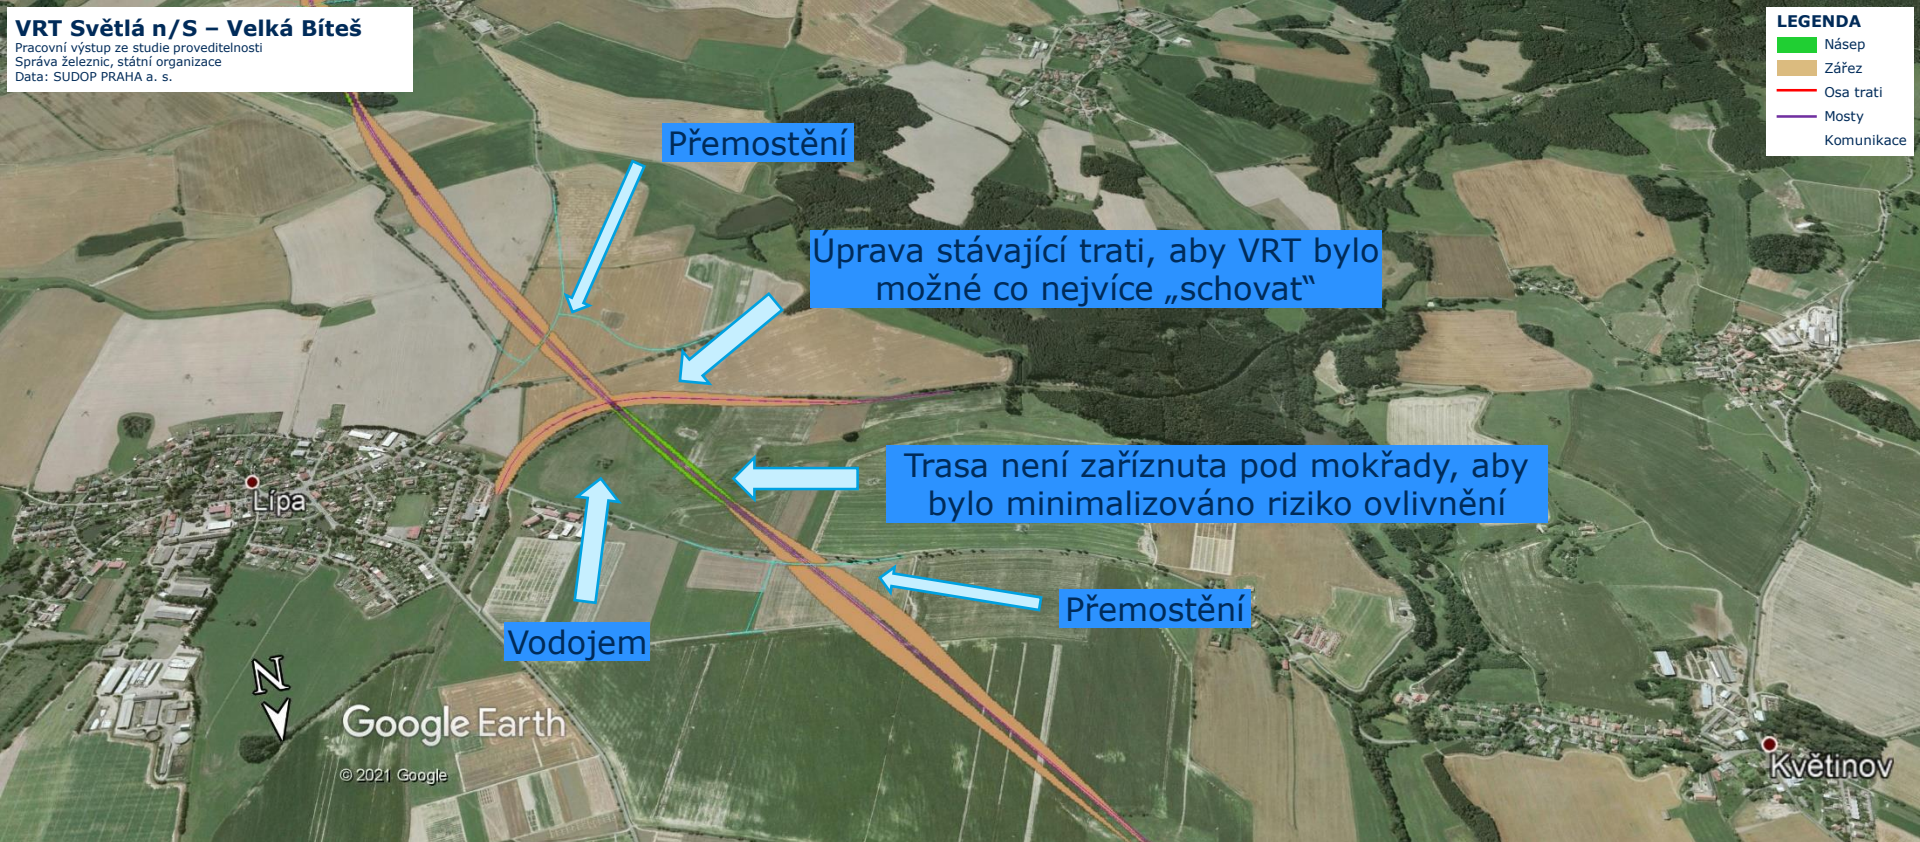 VRT Světlá n/S – Velká Bíteš
Pracovní výstup ze studie proveditelnosti
Správa železnic, státní organizace
Data: SUDOP PRAHA a. s.
LEGENDA
Násep
Zářez
Osa trati
Mosty
Komunikace
Přemostění
Úprava stávající trati, aby VRT bylo
možné co nejvíce „schovat“
Trasa není zaříznuta pod mokřady, aby
bylo minimalizováno riziko ovlivnění
Lípa
Přemostění
Vodojem
N
Google Earth
© 2021 Google
Květinov